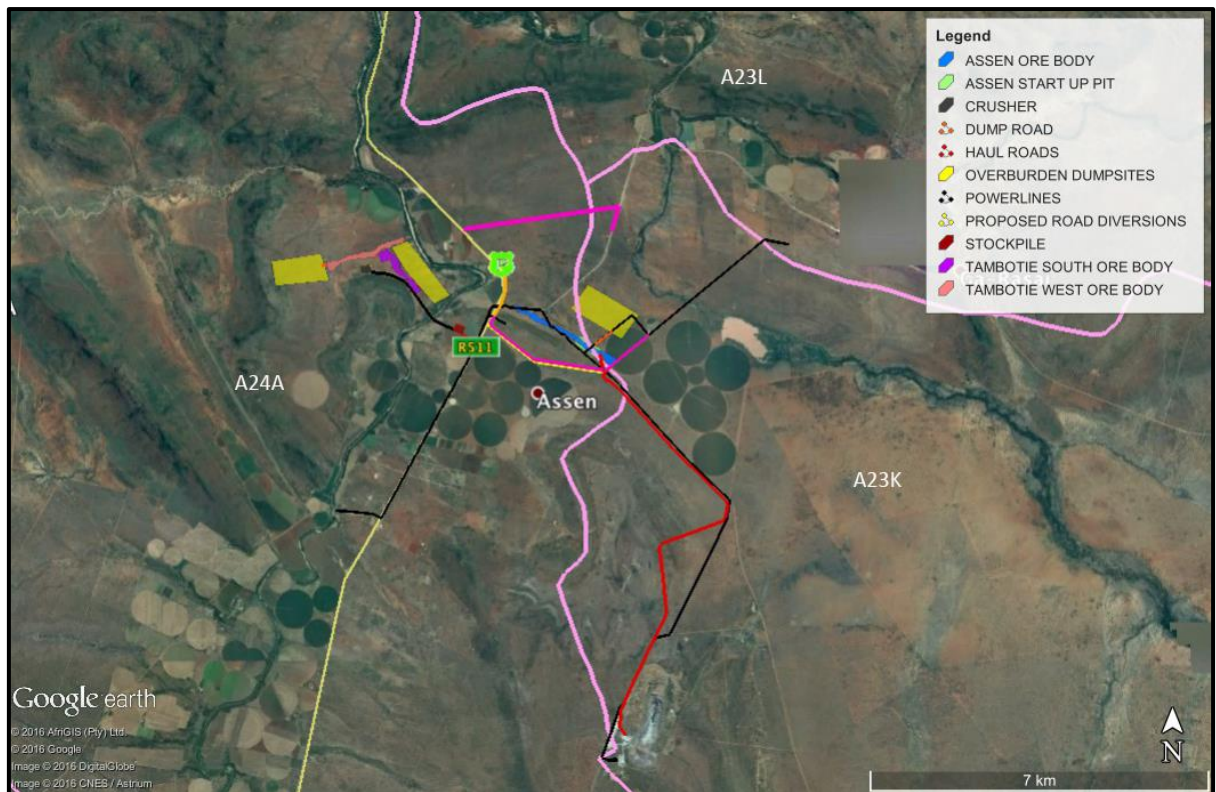 Legend
ASSEN ORE BODY
ASSEN START UP PIT
CRUSHER
DUMP ROAD
HAUL ROADS
OVERBURDEN DUMPSITES
POWERLINES
PROPOSED ROAD DIVERSIONS
STOCKPILE
TAMBOTIE SOUTH ORE BODY
TAMBOTIE WEST ORE BODY
A23L
R511
A24A
Assen
A23K
Google earth
© 2016 AfriGIS (Pty) Ltd.
© 2016 Google
Image © 2016 DigitalGlobe
Image © 2016 CNES / Astrium
N
7 km